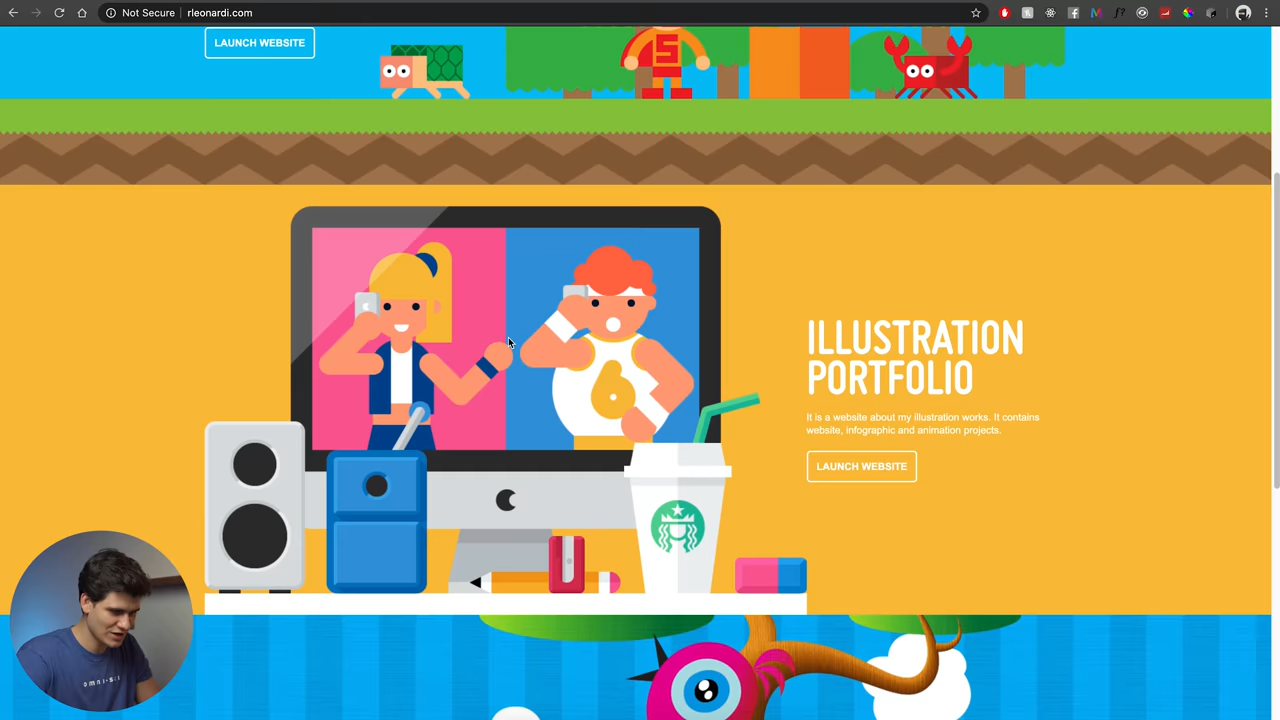 Not Secure
rleonardi.com
f?
LAUNCH WEBSITE
S
6
ILLUSTRATION
PORTFOLIO
It is a website about my illustration works. It contains
website, infographic and animation projects.
LAUNCH WEBSITE